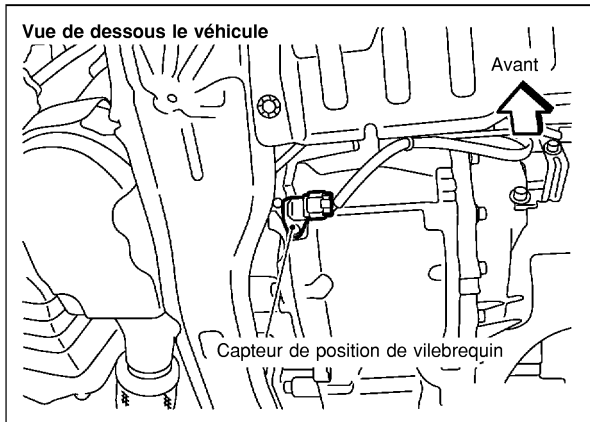 Vue de dessous le véhicule
Avant
Capteur de position de vilebrequin